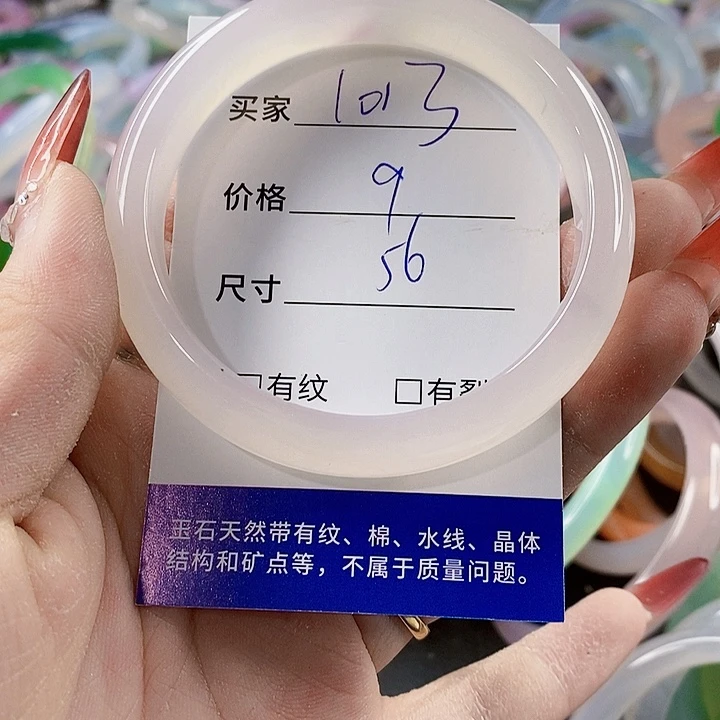 买家 1013
价格 9
尺寸 56
□有纹 □有裂
玉石天然带有纹、棉、水线、晶体
结构和矿点等，不属于质量问题。